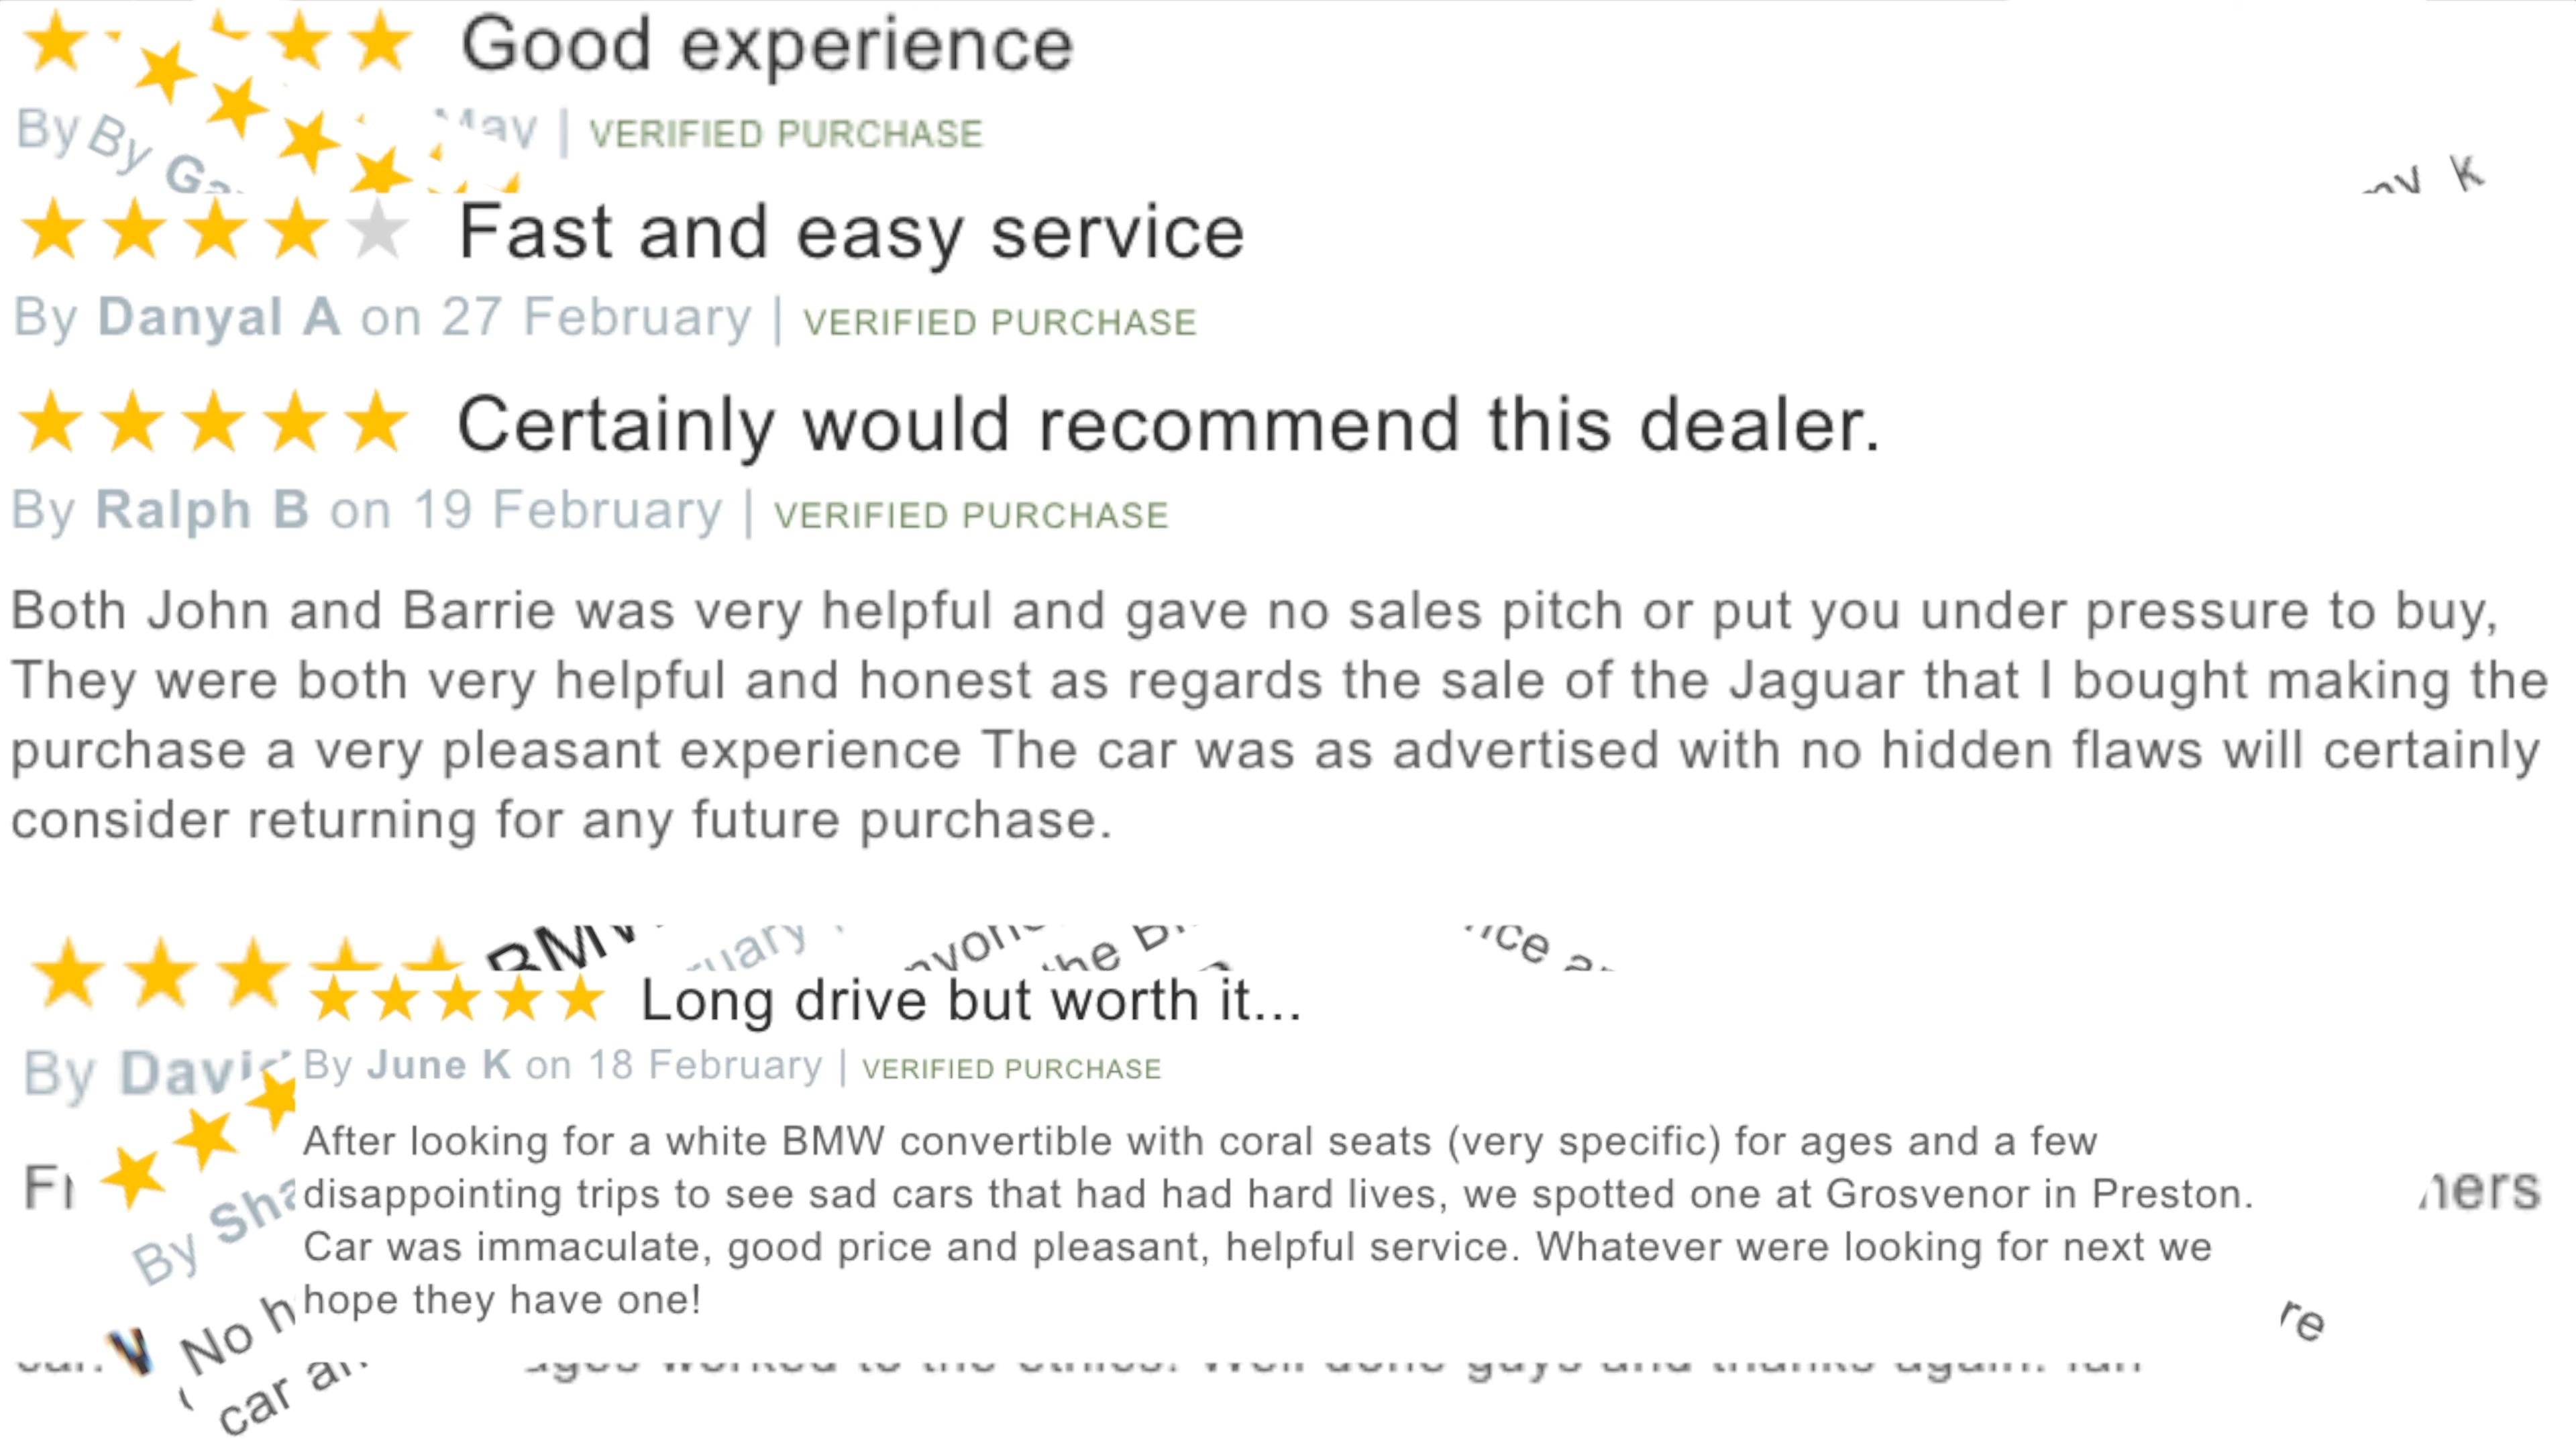 Good experience
By By
| VERIFIED PURCHASE
Fast and easy service
By Danyal A on 27 February | VERIFIED PURCHASE
Certainly would recommend this dealer.
By Ralph B on 19 February | VERIFIED PURCHASE
Both John and Barrie was very helpful and gave no sales pitch or put you under pressure to buy,
They were both very helpful and honest as regards the sale of the Jaguar that I bought making the
purchase a very pleasant experience The car was as advertised with no hidden flaws will certainly
consider returning for any future purchase.
Long drive but worth it...
By
By June K on 18 February | VERIFIED PURCHASE
After looking for a white BMW convertible with coral seats (very specific) for ages and a few
disappointing trips to see sad cars that had had hard lives, we spotted one at Grosvenor in Preston.
Car was immaculate, good price and pleasant, helpful service. Whatever were looking for next we
hope they have one!
By
No
car